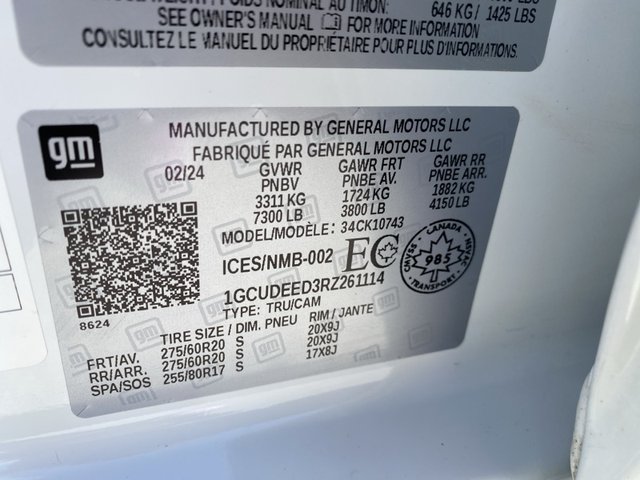 646 KG / 1425 LBS
SEE OWNER'S MANUAL FOR MORE INFORMATION
CONSULTEZ LE MANUEL DU PROPRIÉTAIRE POUR PLUS D'INFORMATIONS.
gm
MANUFACTURED BY GENERAL MOTORS LLC
FABRIQUÉ PAR GENERAL MOTORS LLC
02/24 GVWR GAWR FRT GAWR RR
PNBV PNBE AV. PNBE ARR.
3311 KG 1724 KG 1882 KG
7300 LB 3800 LB 4150 LB
MODEL/MODÈLE: 34CK10743
ICES/NMB-002 EC
CANADA
985
NSVAC
SAANC
1GCUDEED3RZ261114
TYPE: TRU/CAM
8624
TIRE SIZE / DIM. PNEU RIM / JANTE
FRT/AV. 275/60R20 S 20X9J
RR/ARR. 275/60R20 S 20X9J
SPA/SOS 255/80R17 S 17X8J